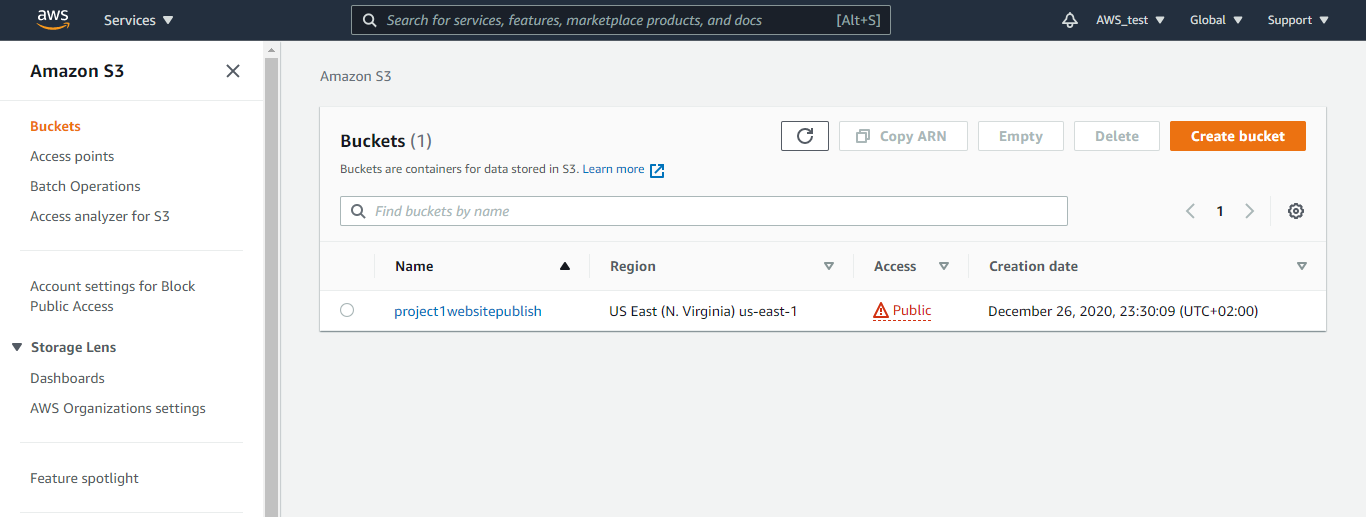 aws Services Search for services, features, marketplace products, and docs [Alt+S] AWS_test Global Support
Amazon S3
Buckets
Access points
Batch Operations
Access analyzer for S3
Account settings for Block
Public Access
Storage Lens
Dashboards
AWS Organizations settings
Feature spotlight
Amazon S3
Buckets (1) Copy ARN Empty Delete Create bucket
Buckets are containers for data stored in S3. Learn more
Find buckets by name 1
Name Region Access Creation date
project1websitepublish US East (N. Virginia) us-east-1 Public December 26, 2020, 23:30:09 (UTC+02:00)